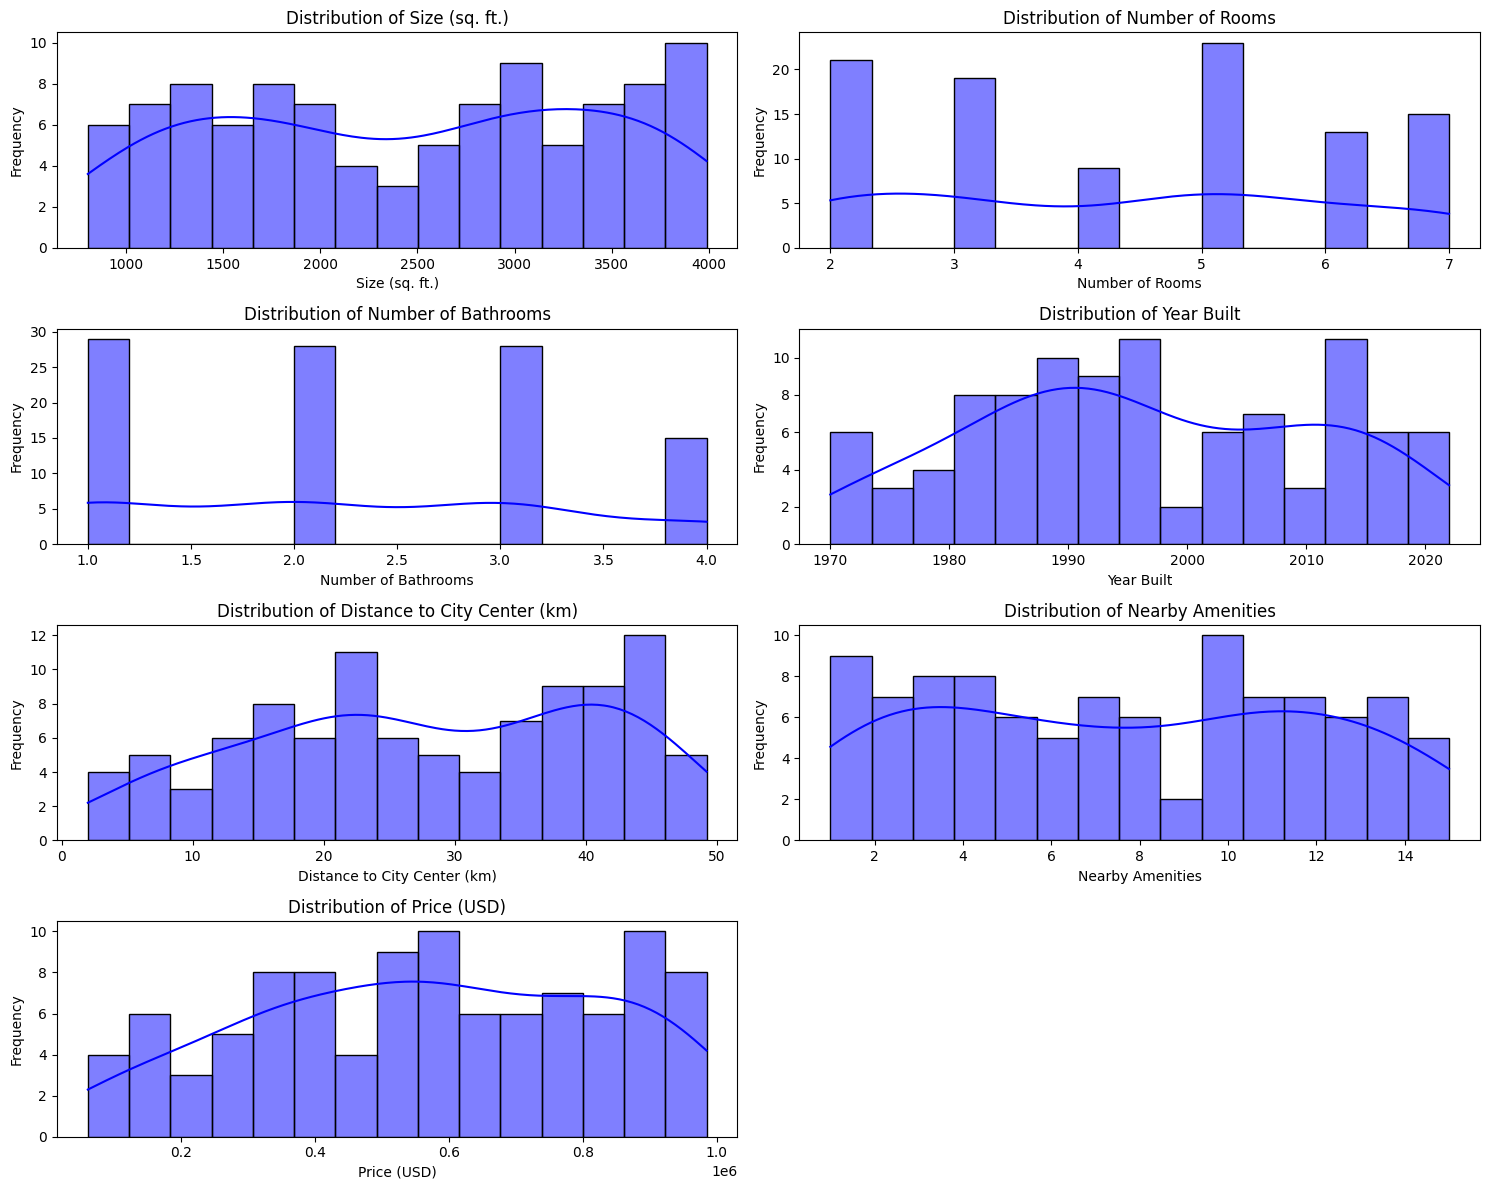 Distribution of Size (sq. ft.)
Frequency
10
8
6
4
2
0
1000 1500 2000 2500 3000 3500 4000
Size (sq. ft.)
Distribution of Number of Rooms
Frequency
20
15
10
5
0
2 3 4 5 6 7
Number of Rooms
Distribution of Number of Bathrooms
Frequency
30
25
20
15
10
5
0
1.0 1.5 2.0 2.5 3.0 3.5 4.0
Number of Bathrooms
Distribution of Year Built
Frequency
10
8
6
4
2
0
1970 1980 1990 2000 2010 2020
Year Built
Distribution of Distance to City Center (km)
Frequency
12
10
8
6
4
2
0
0 10 20 30 40 50
Distance to City Center (km)
Distribution of Nearby Amenities
Frequency
10
8
6
4
2
0
2 4 6 8 10 12 14
Nearby Amenities
Distribution of Price (USD)
Frequency
10
8
6
4
2
0
0.2 0.4 0.6 0.8 1.0
1e6
Price (USD)